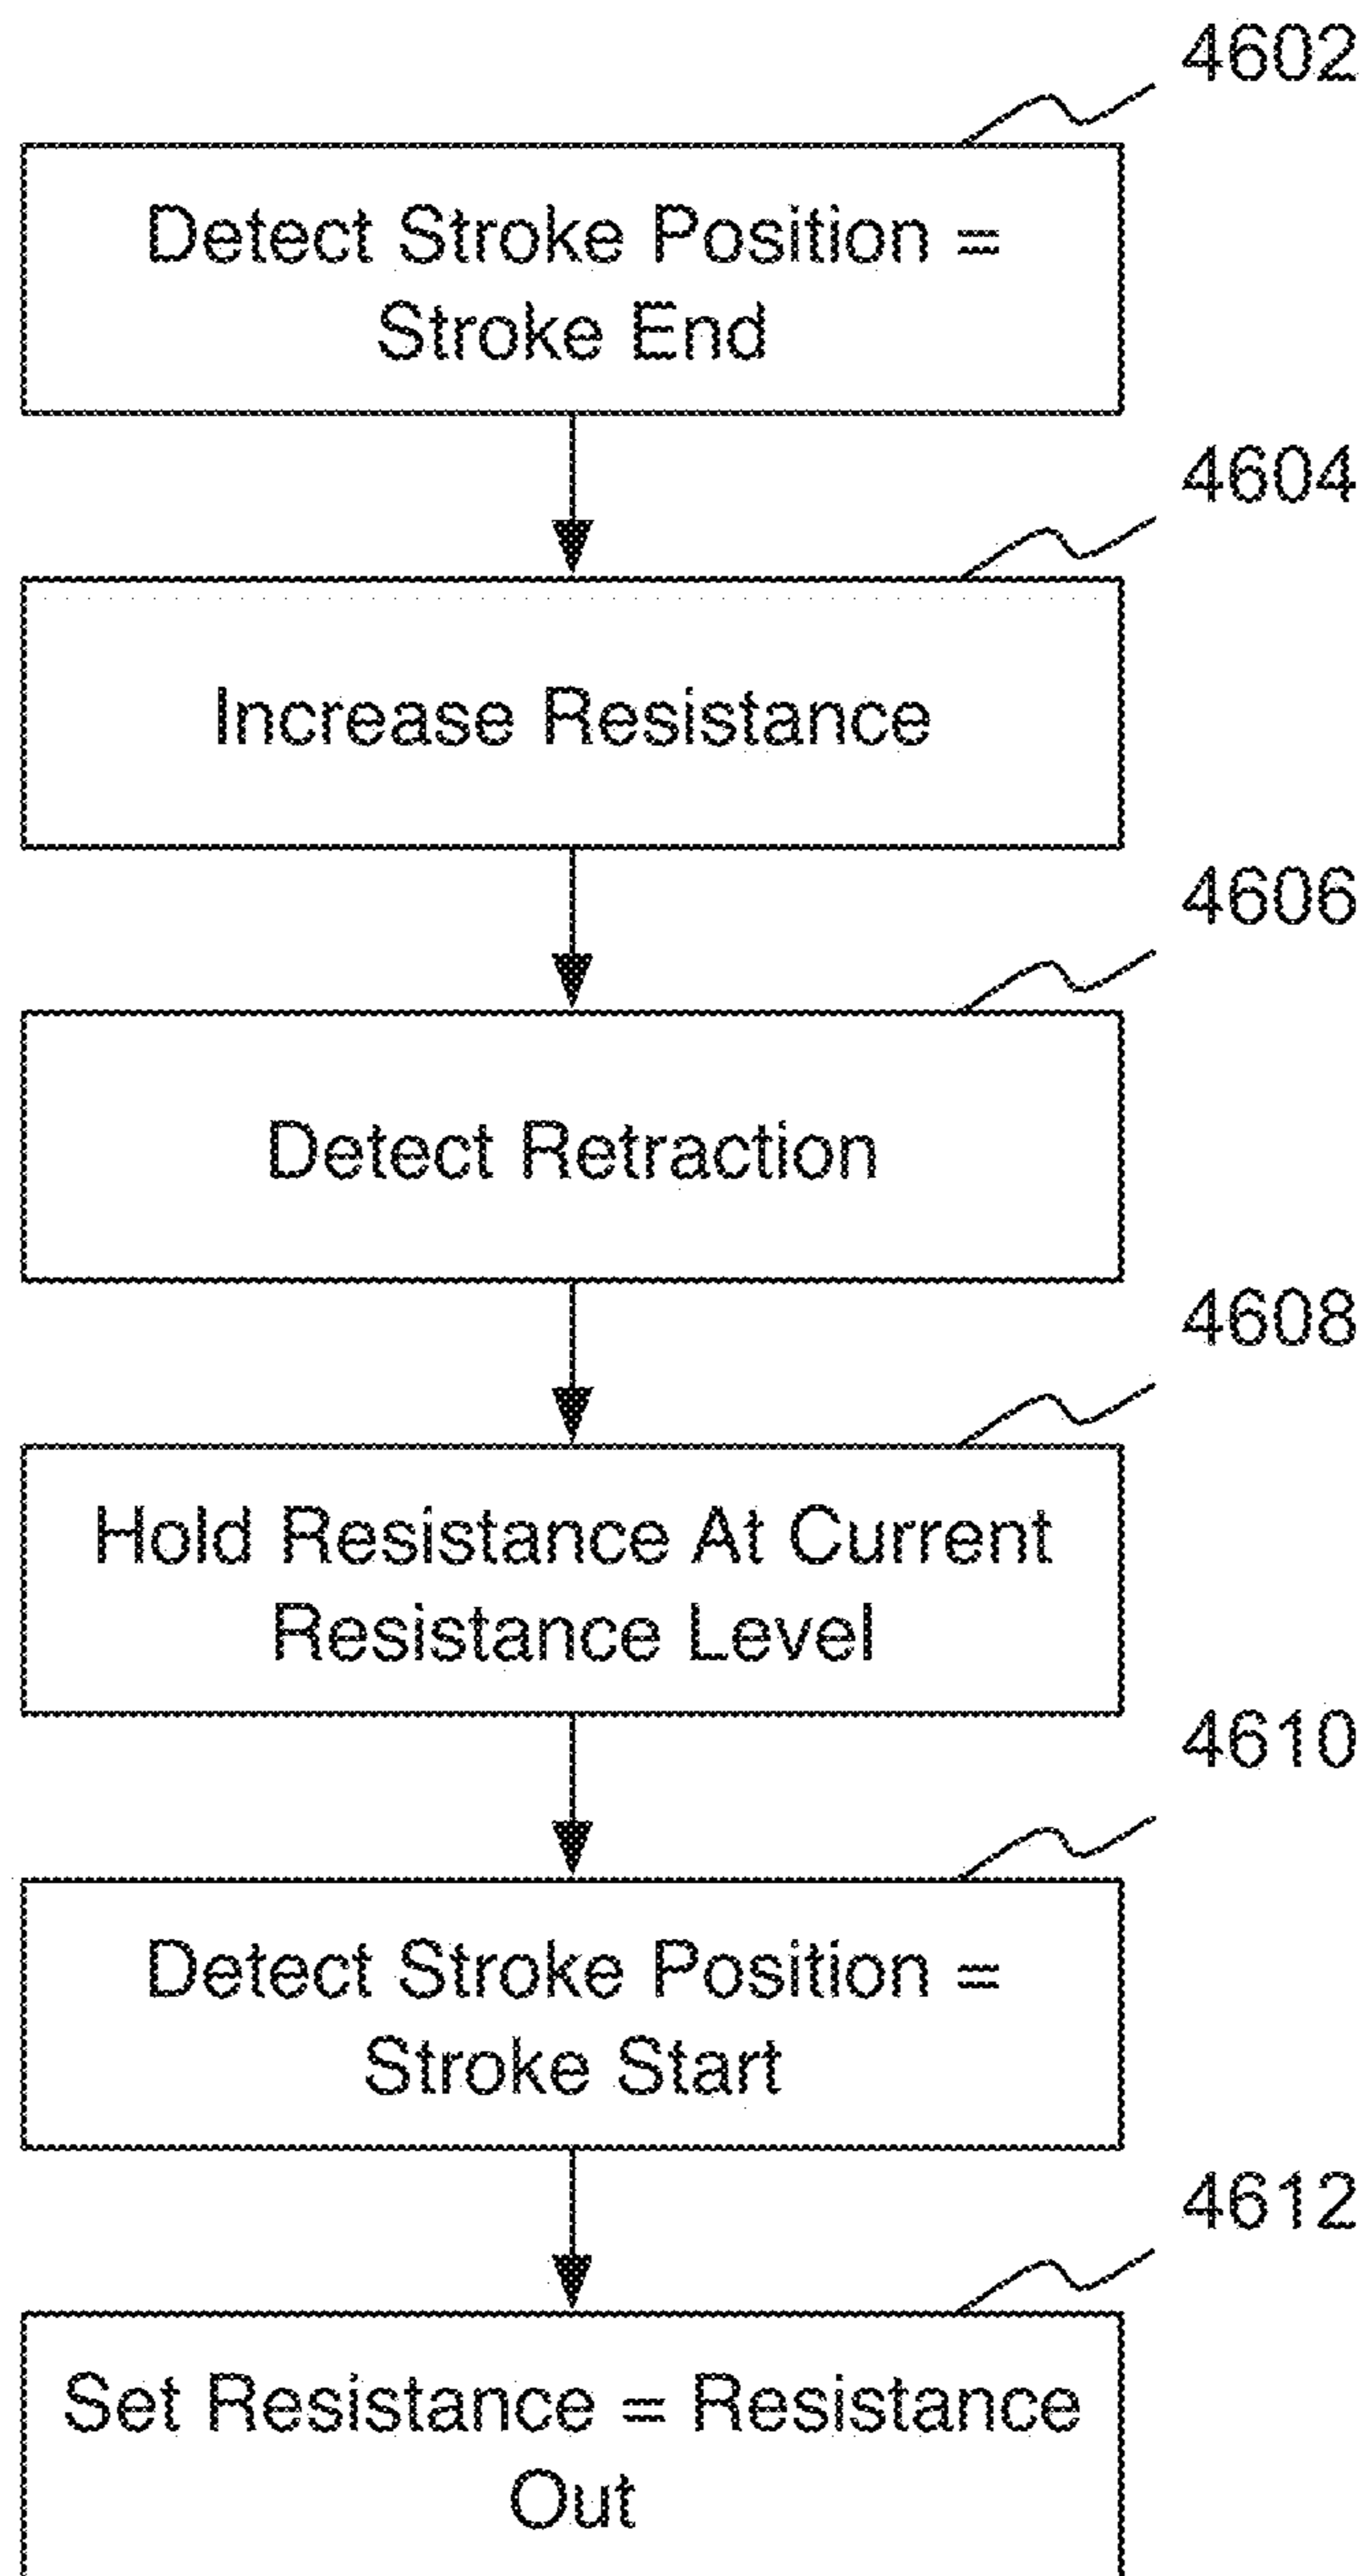 4602
Detect Stroke Position =
Stroke End
4604
Increase Resistance
4606
Detect Retraction
4608
Hold Resistance At Current
Resistance Level
4610
Detect Stroke Position =
Stroke Start
4612
Set Resistance = Resistance
Out